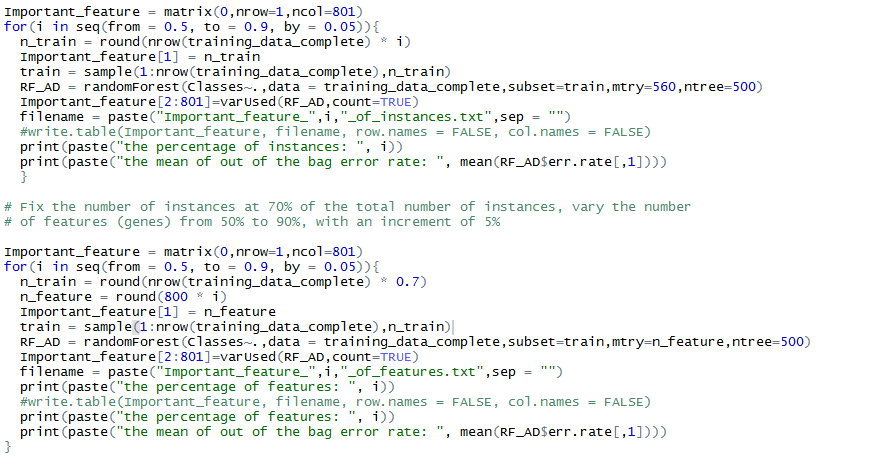 Important_feature = matrix(0,nrow=1,ncol=801)
for(i in seq(from = 0.5, to = 0.9, by = 0.05)){
  n_train = round(nrow(training_data_complete) * i)
  Important_feature[1] = n_train
  train = sample(1:nrow(training_data_complete),n_train)
  RF_AD = randomForest(Classes~.,data = training_data_complete,subset=train,mtry=560,ntree=500)
  Important_feature[2:801]=varUsed(RF_AD,count=TRUE)
  filename = paste("Important_feature_",i,"_of_instances.txt",sep = "")
  #write.table(Important_feature, filename, row.names = FALSE, col.names = FALSE)
  print(paste("the percentage of instances: ", i))
  print(paste("the mean of out of the bag error rate: ", mean(RF_AD$err.rate[,1])))
  }
# Fix the number of instances at 70% of the total number of instances, vary the number
# of features (genes) from 50% to 90%, with an increment of 5%
Important_feature = matrix(0,nrow=1,ncol=801)
for(i in seq(from = 0.5, to = 0.9, by = 0.05)){
  n_train = round(nrow(training_data_complete) * 0.7)
  n_feature = round(800 * i)
  Important_feature[1] = n_feature
  train = sample(1:nrow(training_data_complete),n_train)
  RF_AD = randomForest(Classes~.,data = training_data_complete,subset=train,mtry=n_feature,ntree=500)
  Important_feature[2:801]=varUsed(RF_AD,count=TRUE)
  filename = paste("Important_feature_",i,"_of_features.txt",sep = "")
  print(paste("the percentage of features: ", i))
  #write.table(Important_feature, filename, row.names = FALSE, col.names = FALSE)
  print(paste("the percentage of features: ", i))
  print(paste("the mean of out of the bag error rate: ", mean(RF_AD$err.rate[,1])))
}